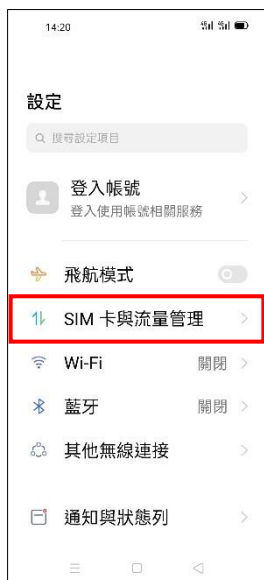 14:20
設定
搜尋設定項目
登入帳號
登入使用帳號相關服務
飛航模式
SIM 卡與流量管理
Wi-Fi 關閉
藍牙 關閉
其他無線連接
通知與狀態列